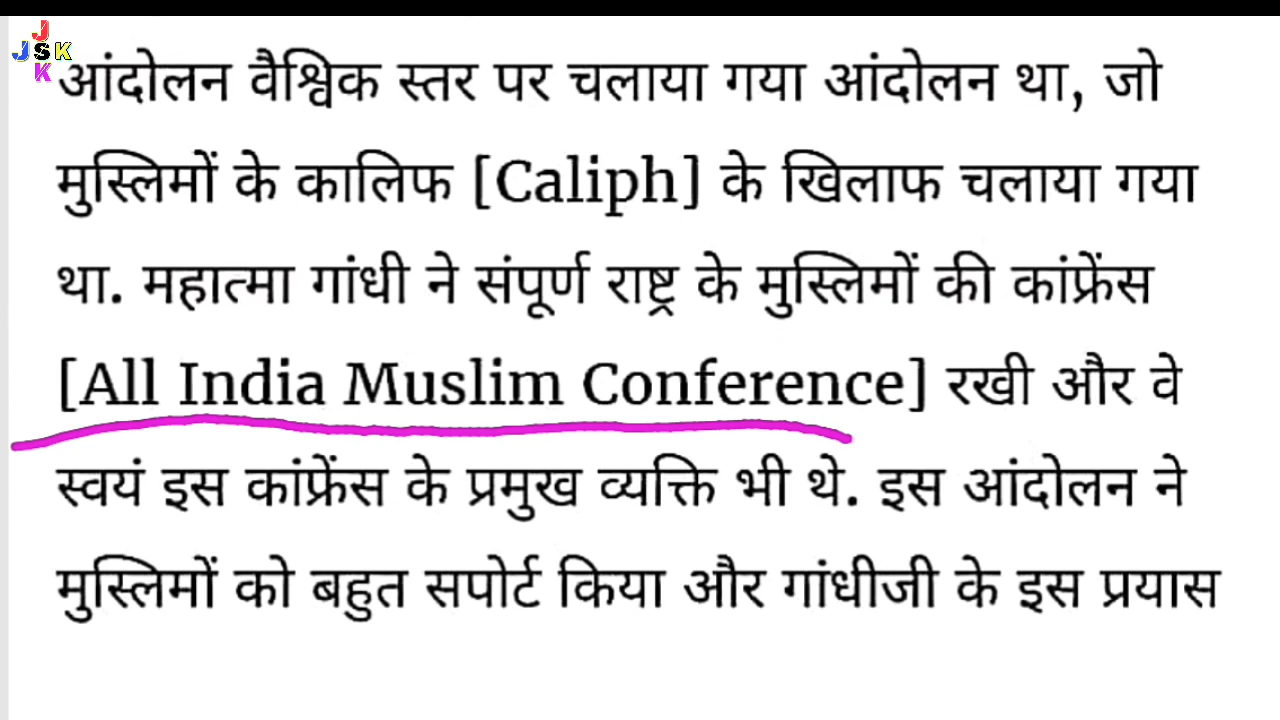 J
JSK
K
आंदोलन वैश्विक स्तर पर चलाया गया आंदोलन था, जो
मुस्लिमों के कालिफ [Caliph] के खिलाफ चलाया गया
था. महात्मा गांधी ने संपूर्ण राष्ट्र के मुस्लिमों की कांफ्रेंस
[All India Muslim Conference] रखी और वे
स्वयं इस कांफ्रेंस के प्रमुख व्यक्ति भी थे. इस आंदोलन ने
मुस्लिमों को बहुत सपोर्ट किया और गांधीजी के इस प्रयास